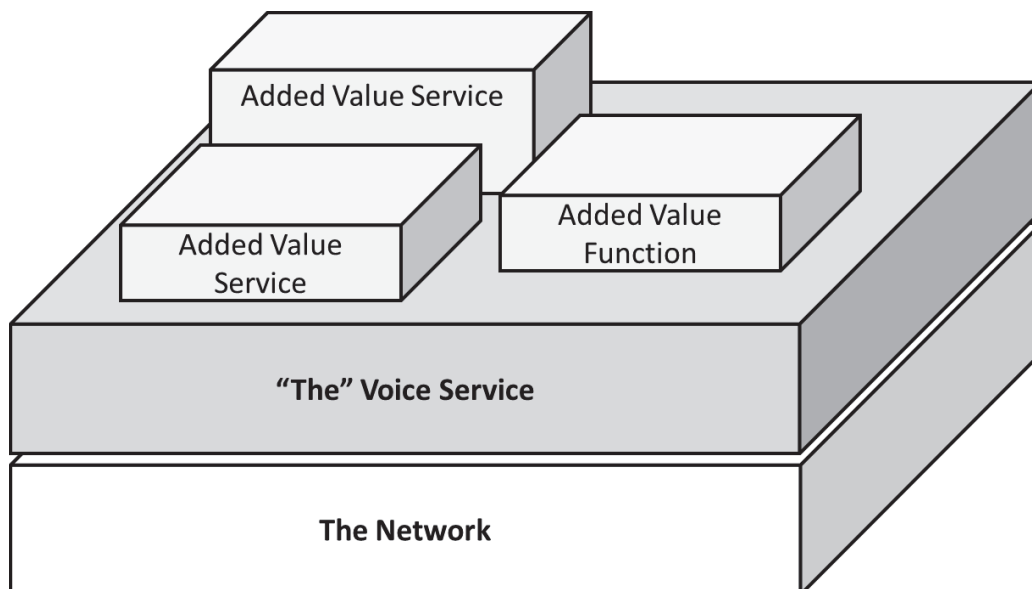 Added Value Service
Added Value
Service
Added Value
Function
“The” Voice Service
The Network